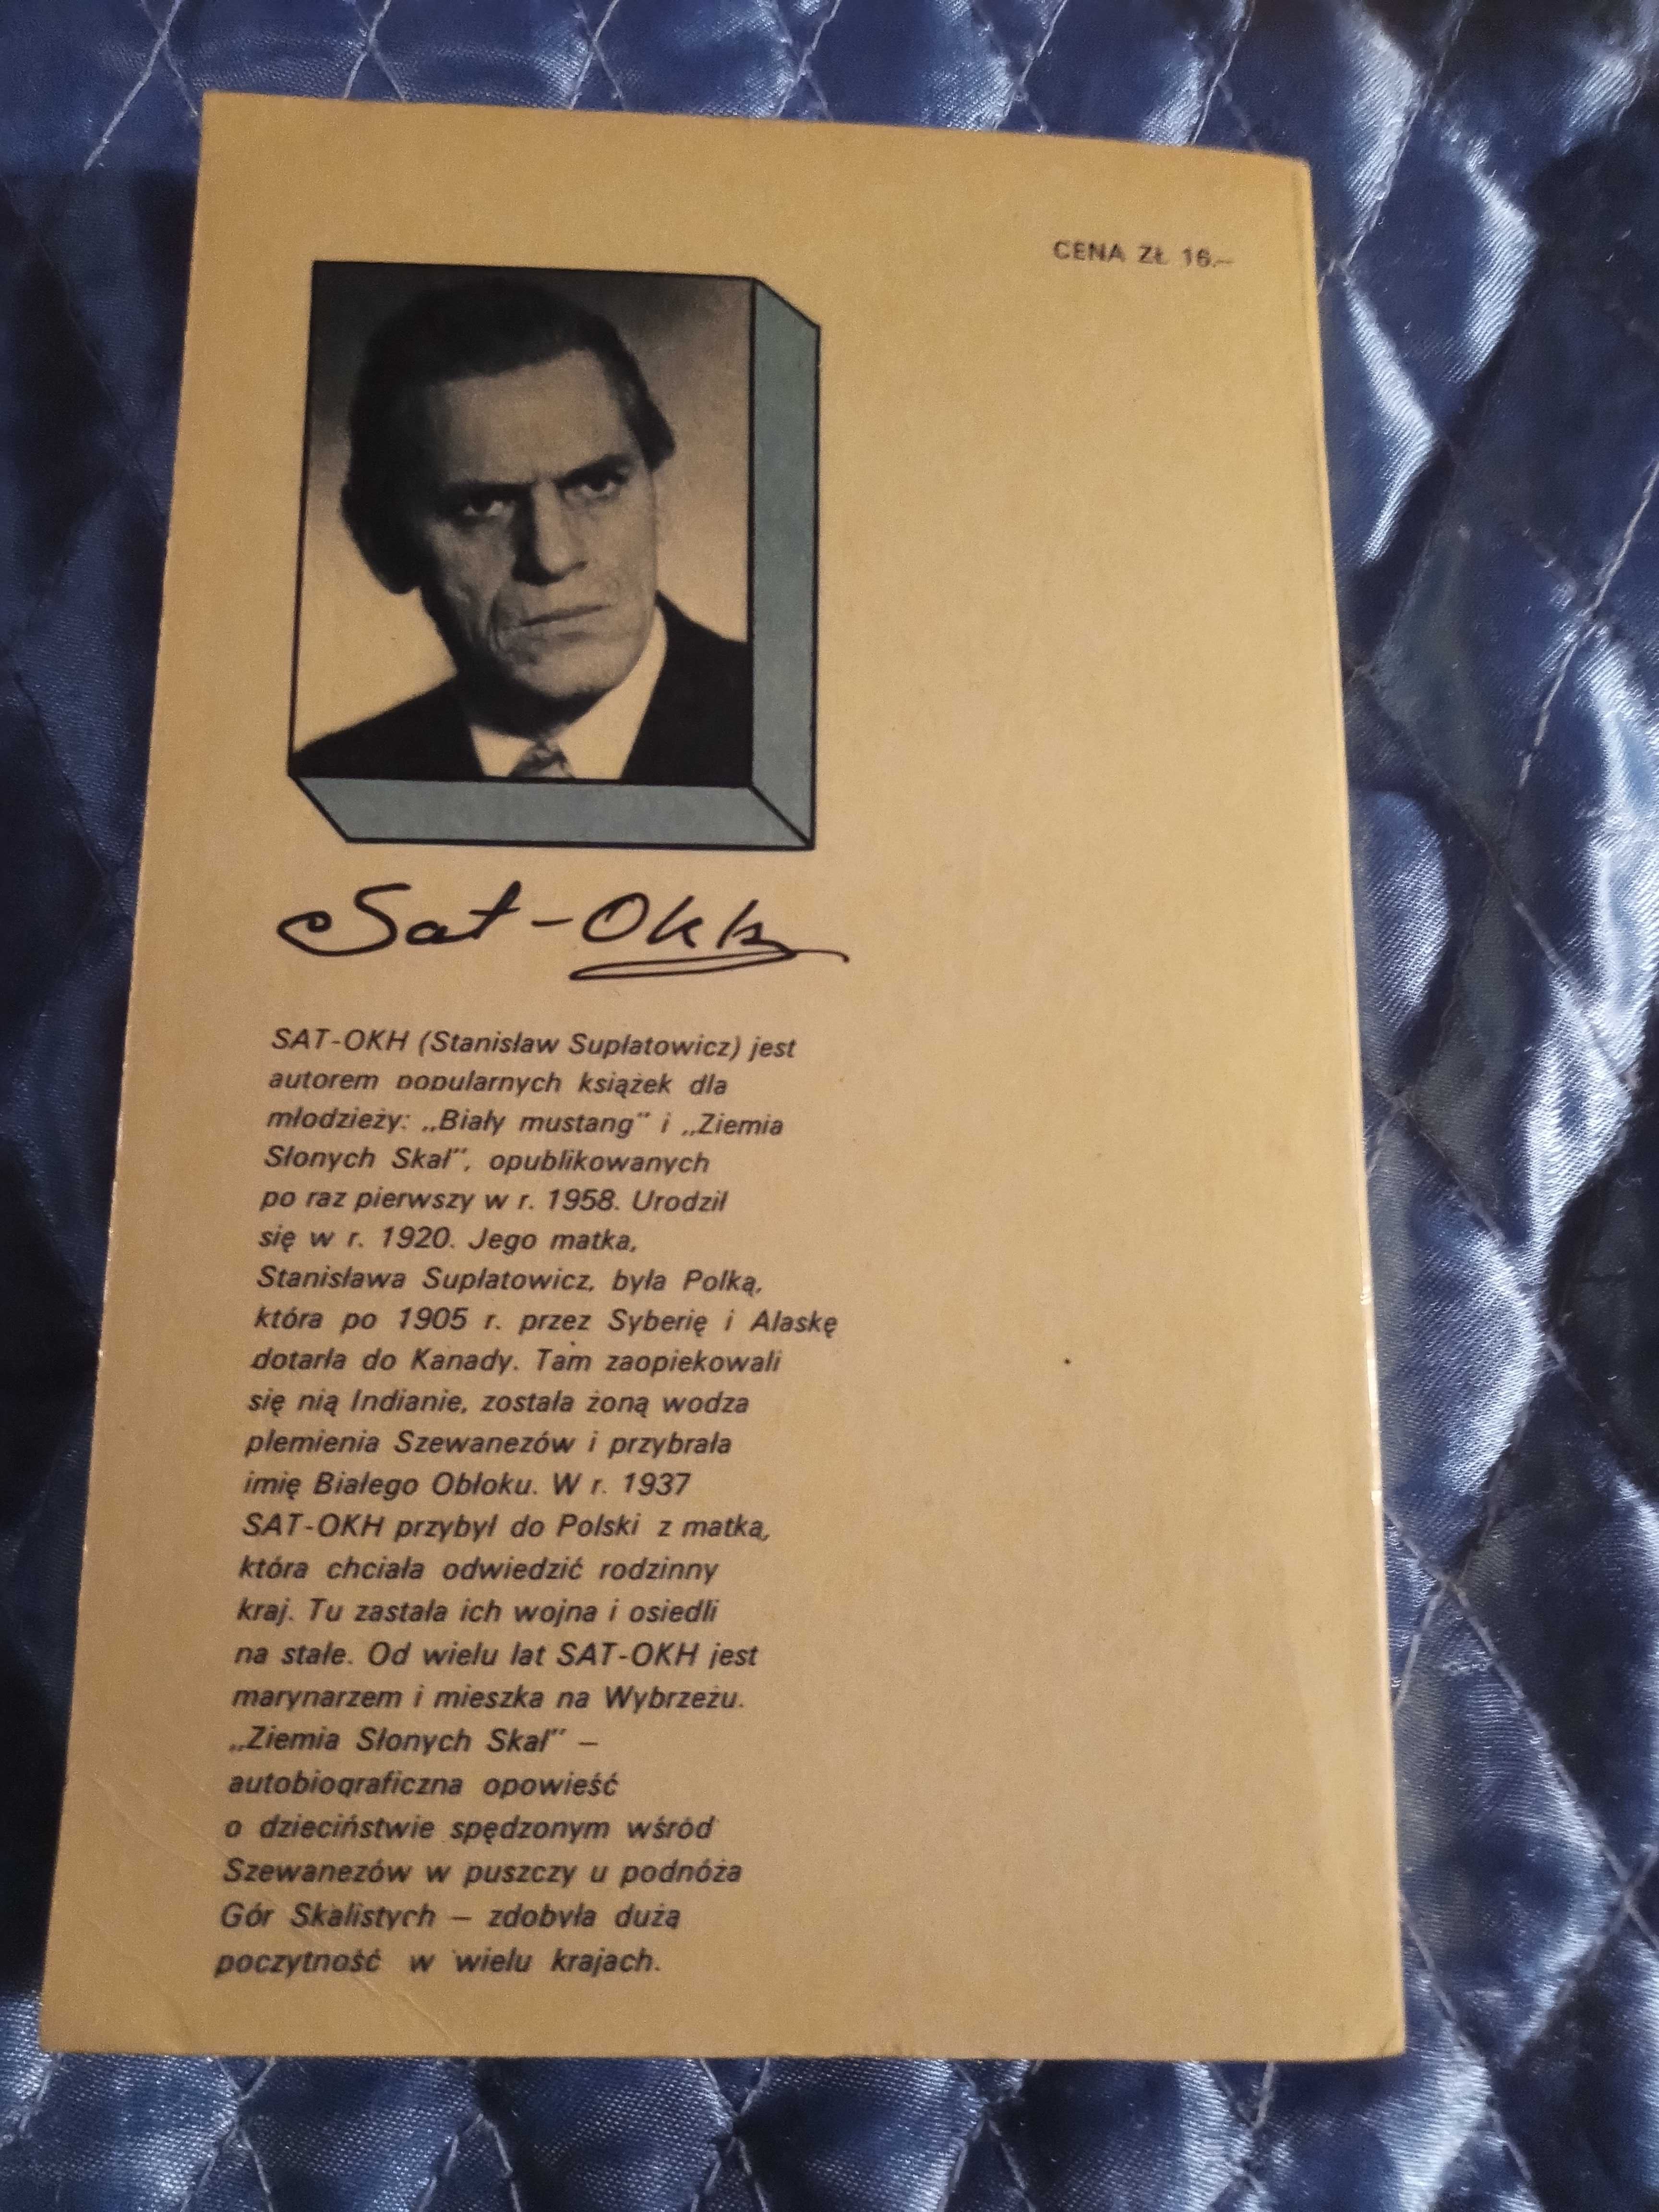 CENA ZŁ 16.–
Sat-Okh
SAT-OKH (Stanisław Supłatowicz) jest
autorem popularnych książek dla
młodzieży: „Biały mustang” i „Ziemia
Słonych Skał”, opublikowanych
po raz pierwszy w r. 1958. Urodził
się w r. 1920. Jego matka,
Stanisława Supłatowicz, była Polką,
która po 1905 r. przez Syberię i Alaskę
dotarła do Kanady. Tam zaopiekowali
się nią Indianie, została żoną wodza
plemienia Szewanezów i przybrała
imię Białego Obłoku. W r. 1937
SAT-OKH przybył do Polski z matką,
która chciała odwiedzić rodzinny
kraj. Tu zastała ich wojna i osiedli
na stałe. Od wielu lat SAT-OKH jest
marynarzem i mieszka na Wybrzeżu.
„Ziemia Słonych Skał” –
autobiograficzna opowieść
o dzieciństwie spędzonym wśród
Szewanezów w puszczy u podnóża
Gór Skalistych – zdobyła dużą
poczytność w wielu krajach.